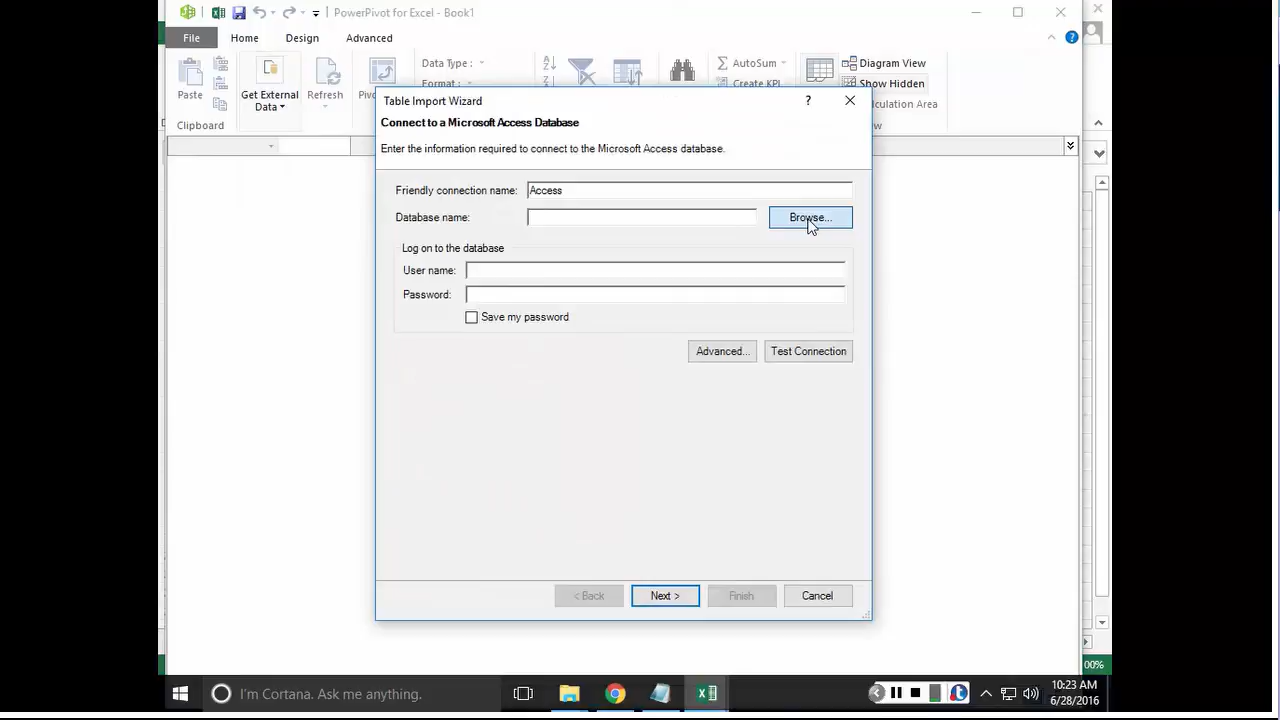 PowerPivot for Excel - Book1
File Home Design Advanced
Paste
Get External
Data
Refresh
Data Type :
Format :
AutoSum
Create KPI
Diagram View
Show Hidden
Clipboard
Table Import Wizard
Connect to a Microsoft Access Database
Enter the information required to connect to the Microsoft Access database.
Friendly connection name: Access
Database name: Browse...
Log on to the database
User name:
Password:
Save my password
Advanced... Test Connection
< Back Next > Finish Cancel
00%
I'm Cortana. Ask me anything.
10:23 AM
6/28/2016